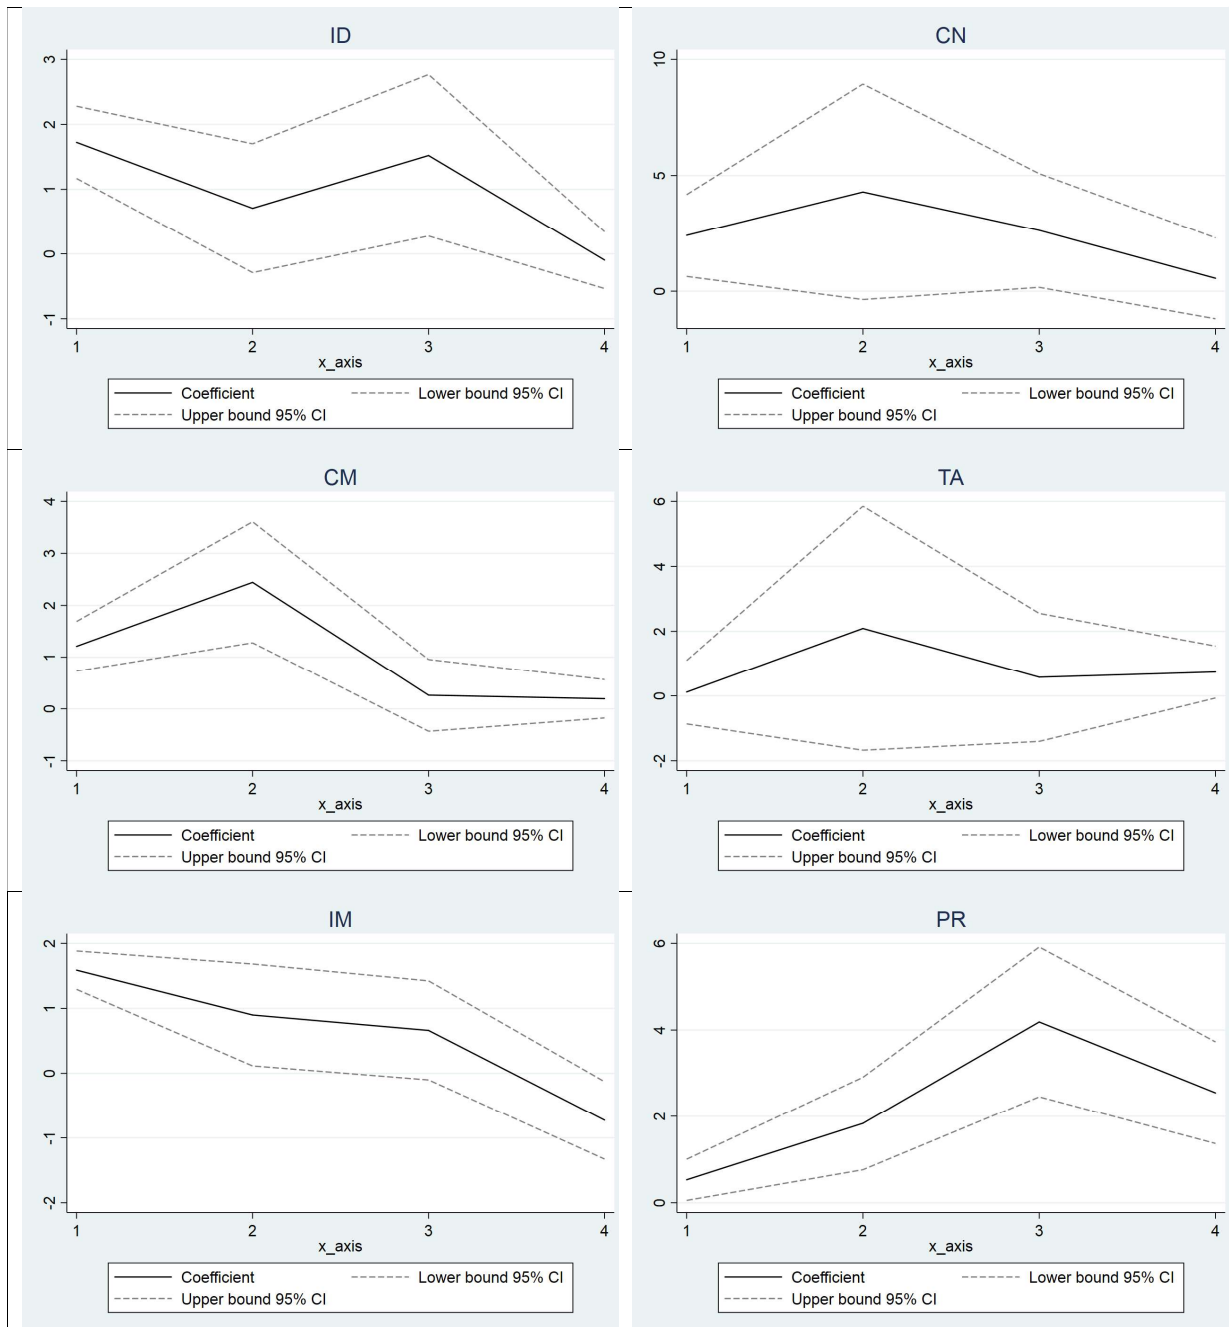 ID
3
2
1
0
-1
1 2 3 4
x_axis
Coefficient Lower bound 95% CI
Upper bound 95% CI
CN
10
5
0
1 2 3 4
x_axis
Coefficient Lower bound 95% CI
Upper bound 95% CI
CM
4
3
2
1
0
-1
1 2 3 4
x_axis
Coefficient Lower bound 95% CI
Upper bound 95% CI
TA
6
4
2
0
-2
1 2 3 4
x_axis
Coefficient Lower bound 95% CI
Upper bound 95% CI
IM
2
1
0
-1
-2
1 2 3 4
x_axis
Coefficient Lower bound 95% CI
Upper bound 95% CI
PR
6
4
2
0
1 2 3 4
x_axis
Coefficient Lower bound 95% CI
Upper bound 95% CI